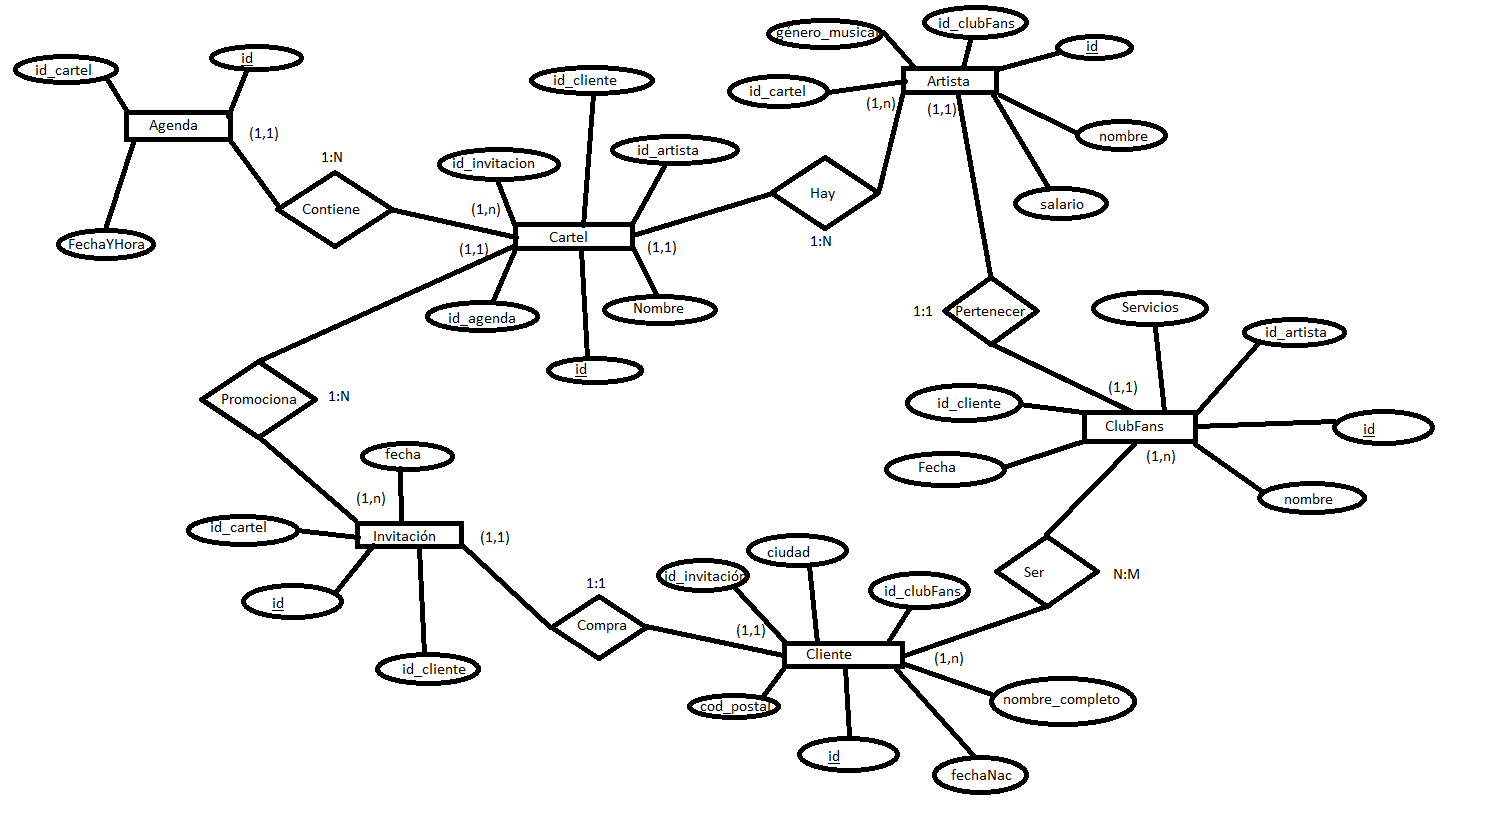 id_clubFans
género_musical
id
id_cartel
id
id_cliente
Artista
id_cartel
(1,n)
(1,1)
Agenda
(1,1)
nombre
1:N
id_invitacion
id_artista
Contiene
Hay
salario
(1,n)
Cartel
FechaYHora
(1,1)
(1,1)
1:N
id_agenda
Nombre
1:1
Pertenecer
Servicios
id_artista
id
Promociona
1:N
(1,1)
id_cliente
ClubFans
id
fecha
(1,n)
Fecha
(1,n)
nombre
id_cartel
Invitación
(1,1)
ciudad
1:1
id_invitación
id_clubFans
Ser
N:M
id
Compra
(1,1)
Cliente
(1,n)
id_cliente
cod_postal
nombre_completo
id
fechaNac